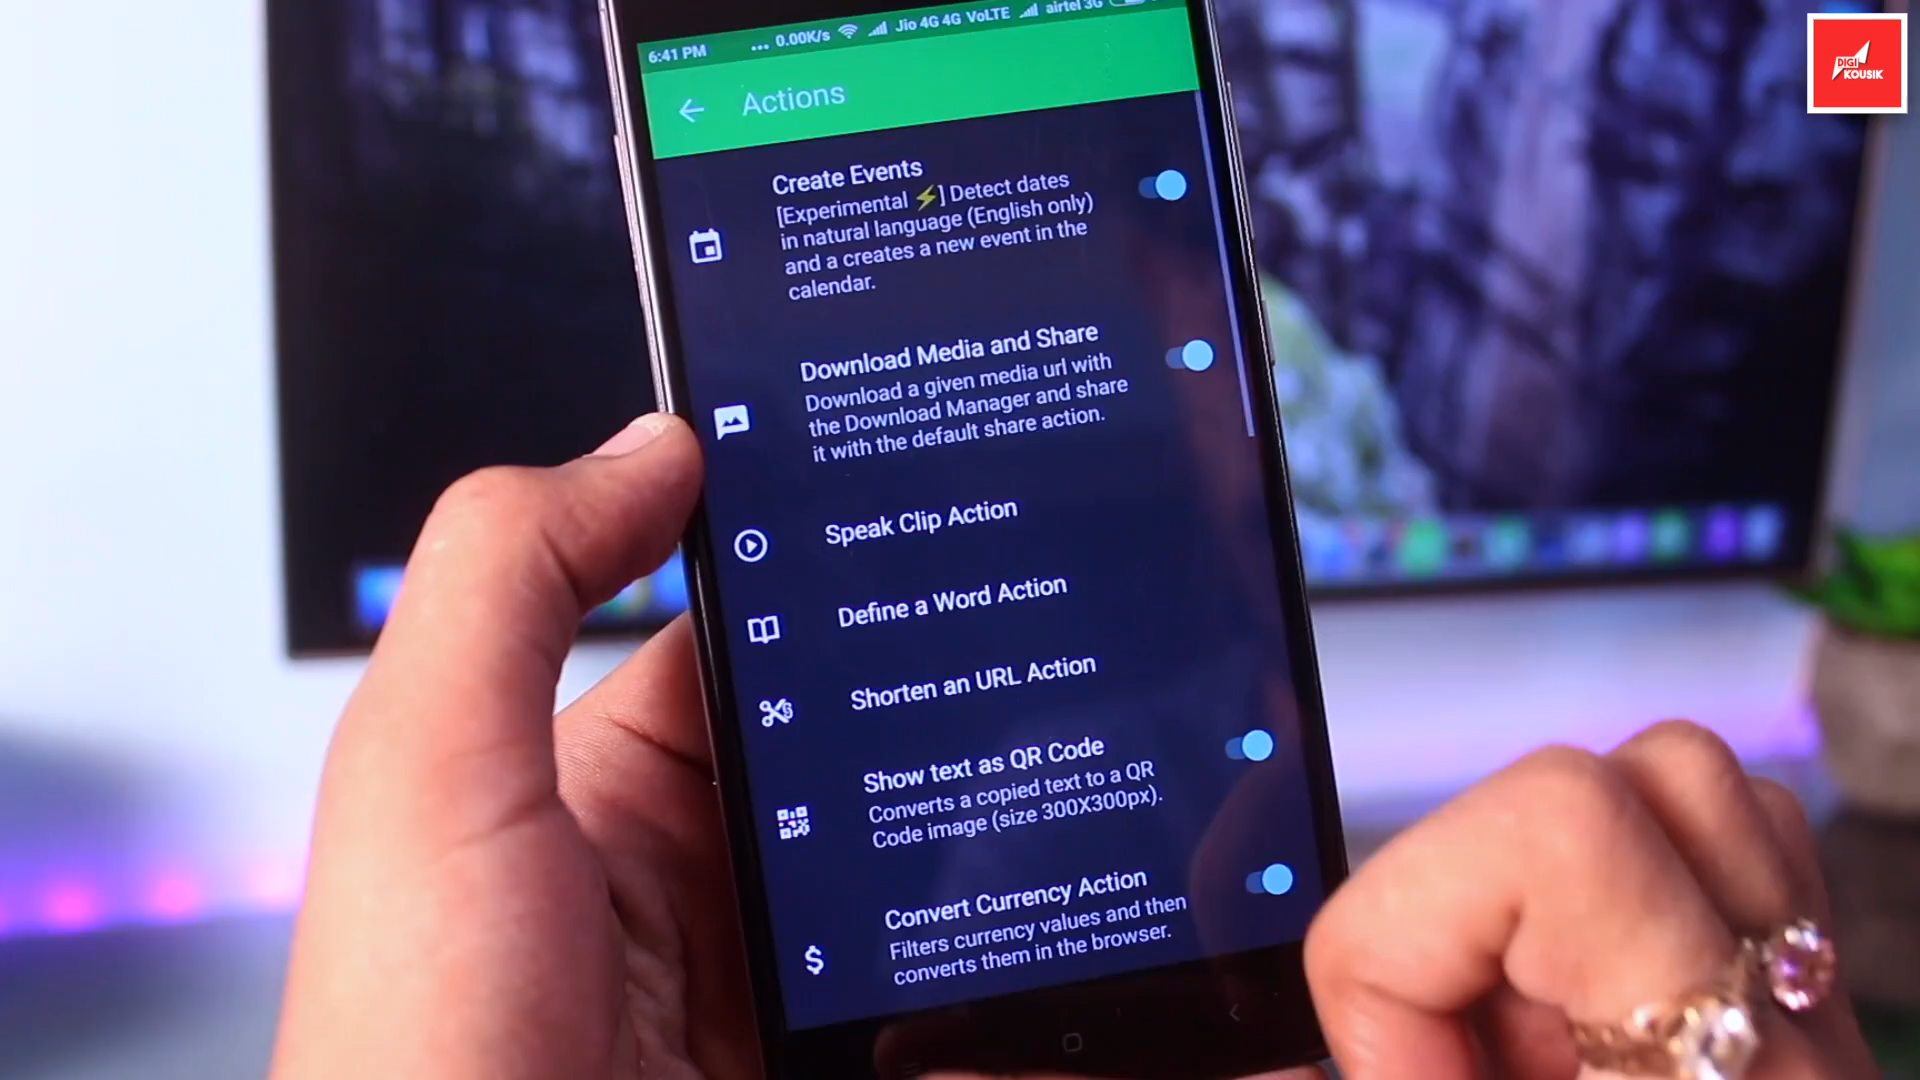 DIGI
KOUSIK
6:41 PM ... 0.00K/s Jio 4G 4G VoLTE airtel 3G
Actions
Create Events
[Experimental ⚡] Detect dates
in natural language (English only)
and a creates a new event in the
calendar.
Download Media and Share
Download a given media url with
the Download Manager and share
it with the default share action.
Speak Clip Action
Define a Word Action
Shorten an URL Action
Show text as QR Code
Converts a copied text to a QR
Code image (size 300X300px).
Convert Currency Action
Filters currency values and then
converts them in the browser.